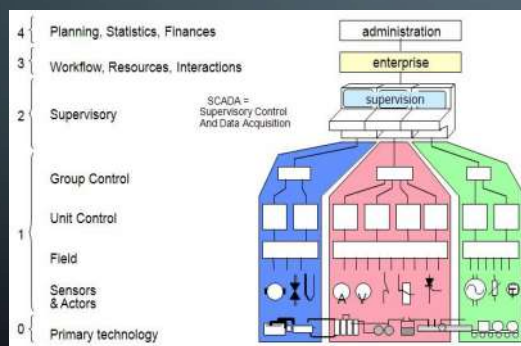 4 Planning, Statistics, Finances
administration
3 Workflow, Resources, Interactions
enterprise
2 Supervisory
SCADA =
Supervisory Control
And Data Acquisition
supervision
1
Group Control
Unit Control
Field
Sensors
& Actors
A V
0 Primary technology